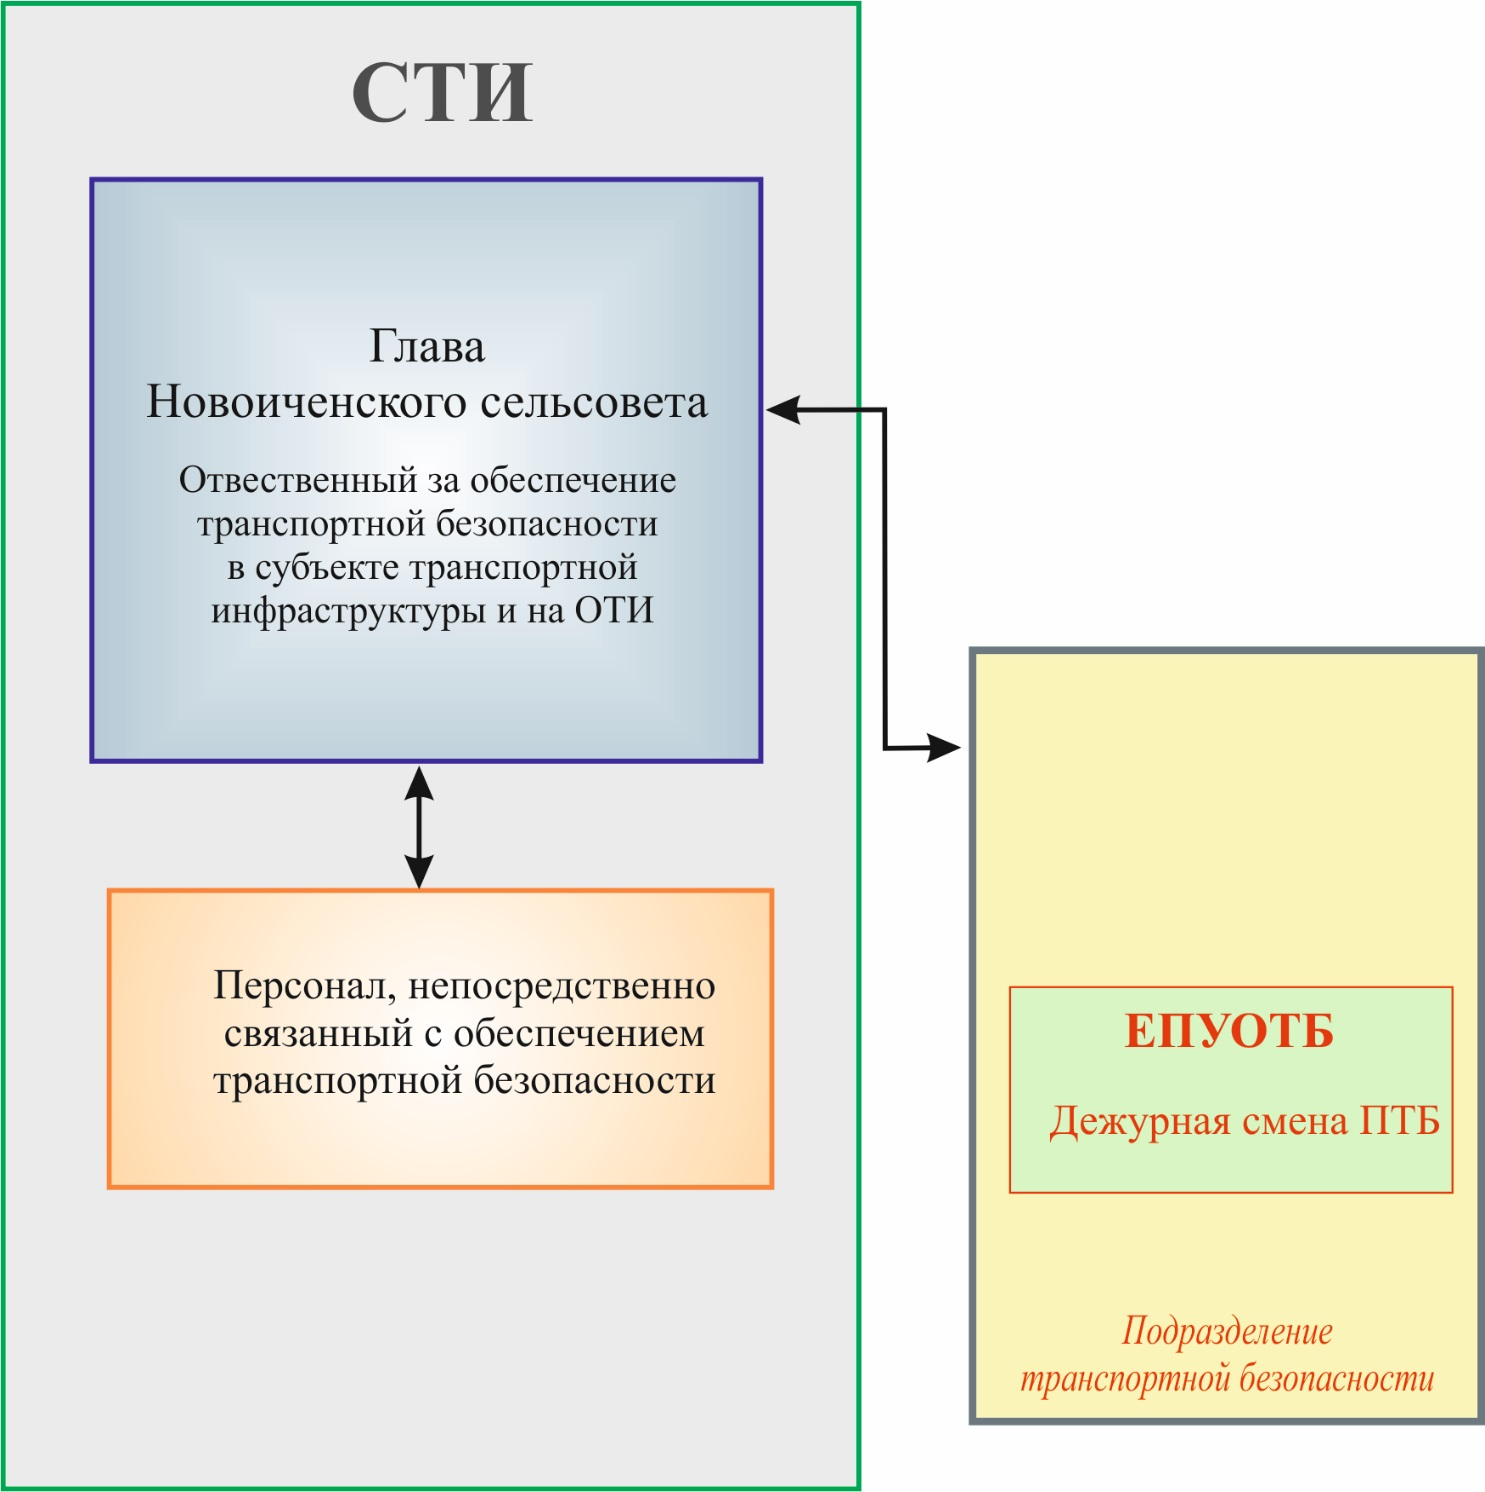 СТИ
Глава
Новоиченского сельсовета
Отвественный за обеспечение
транспортной безопасности
в субъекте транспортной
инфраструктуры и на ОТИ
Персонал, непосредственно
связанный с обеспечением
транспортной безопасности
ЕПУОТБ
Дежурная смена ПТБ
Подразделение
транспортной безопасности